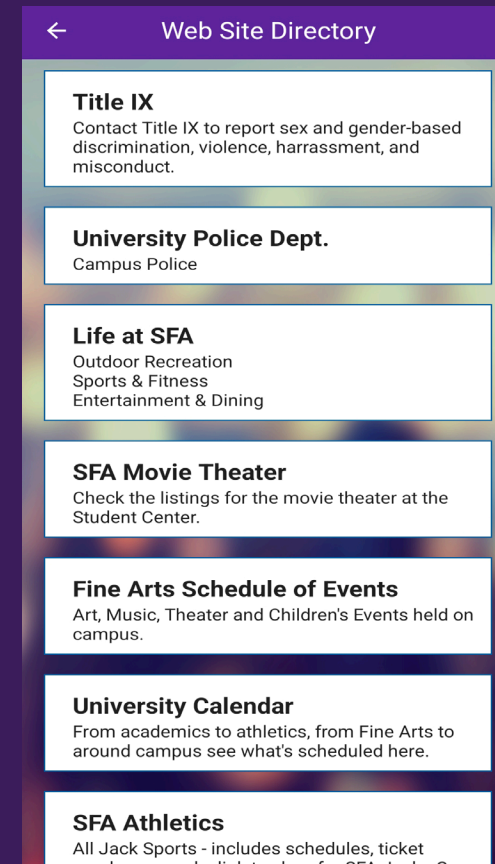 Web Site Directory
Title IX
Contact Title IX to report sex and gender-based
discrimination, violence, harrassment, and
misconduct.
University Police Dept.
Campus Police
Life at SFA
Outdoor Recreation
Sports & Fitness
Entertainment & Dining
SFA Movie Theater
Check the listings for the movie theater at the
Student Center.
Fine Arts Schedule of Events
Art, Music, Theater and Children's Events held on
campus.
University Calendar
From academics to athletics, from Fine Arts to
around campus see what's scheduled here.
SFA Athletics
All Jack Sports - includes schedules, ticket